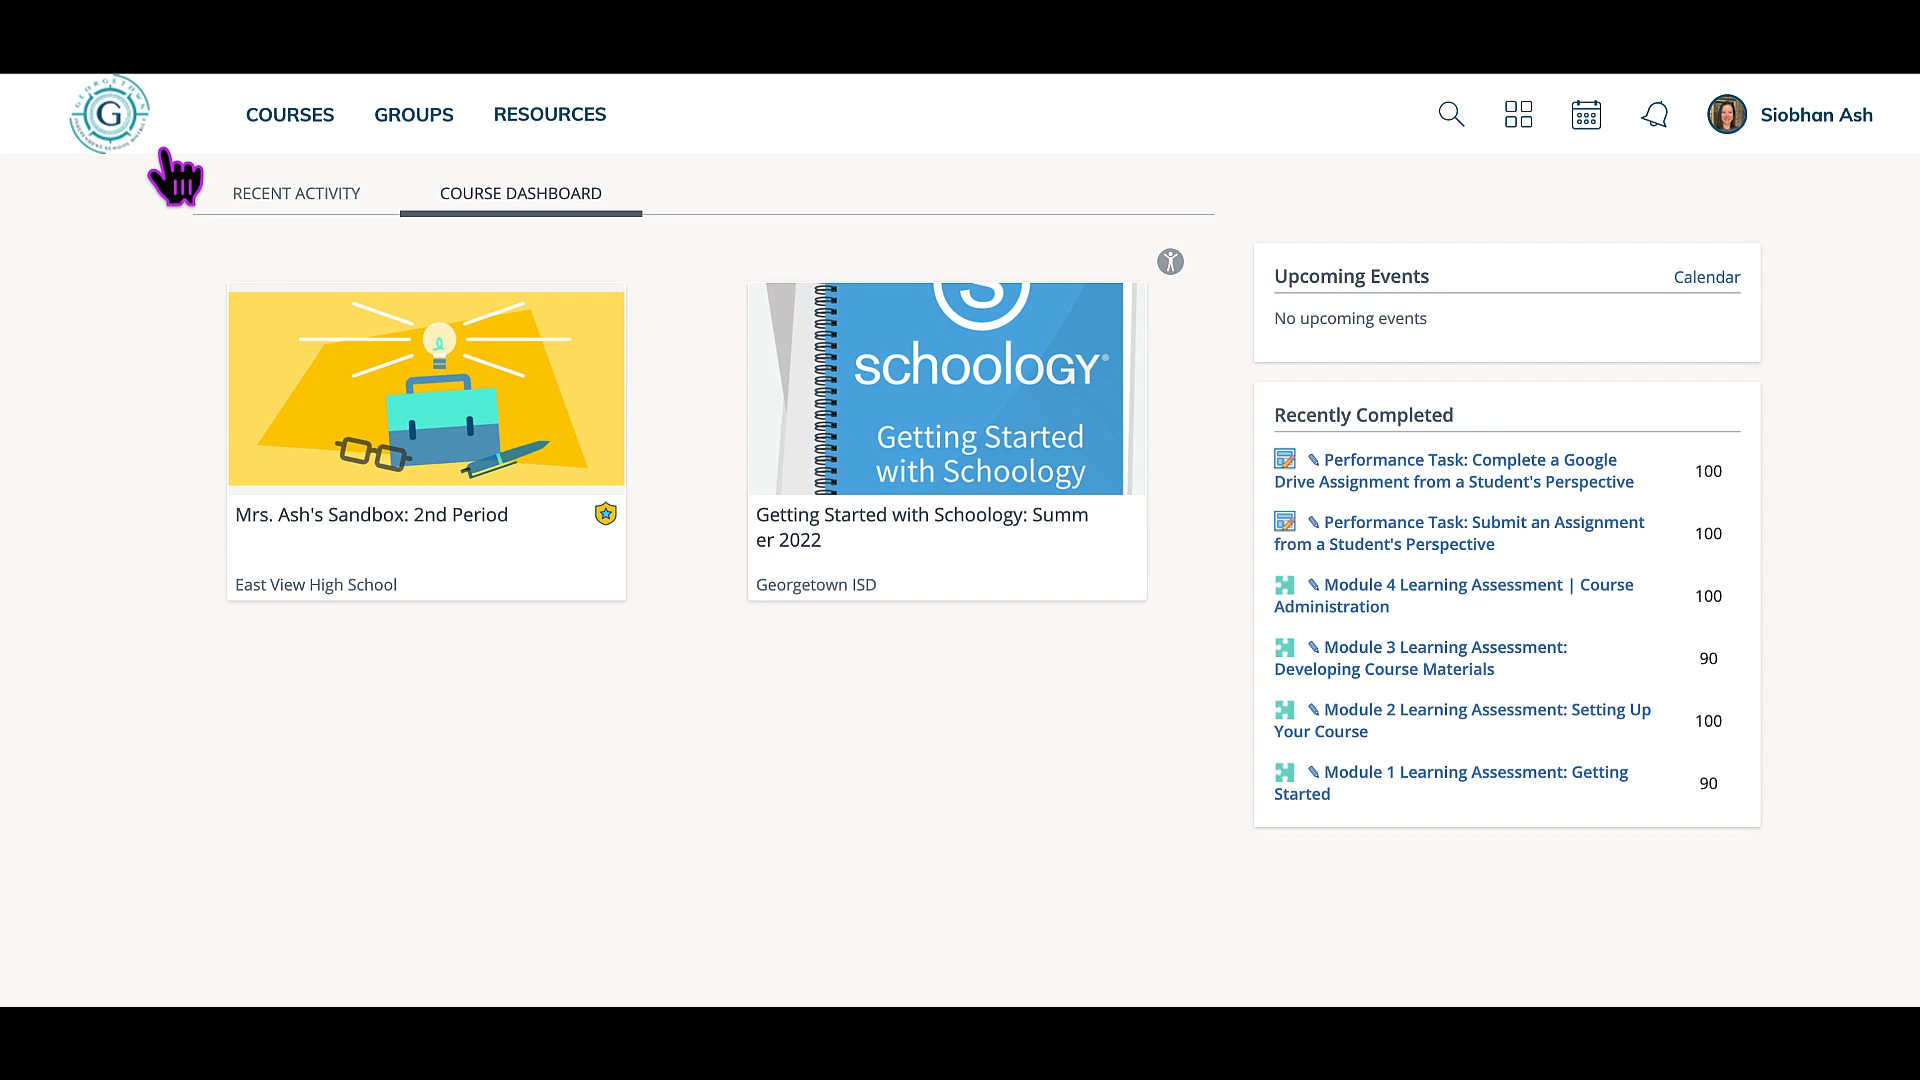 GEORGETOWN
INDEPENDENT SCHOOL DISTRICT
G
COURSES
GROUPS
RESOURCES
Siobhan Ash
RECENT ACTIVITY
COURSE DASHBOARD
S
schoology®
Getting Started
with Schoology
Mrs. Ash's Sandbox: 2nd Period
East View High School
Getting Started with Schoology: Summ
er 2022
Georgetown ISD
Upcoming Events
Calendar
No upcoming events
Recently Completed
✎ Performance Task: Complete a Google
Drive Assignment from a Student's Perspective
100
✎ Performance Task: Submit an Assignment
from a Student's Perspective
100
✎ Module 4 Learning Assessment | Course
Administration
100
✎ Module 3 Learning Assessment:
Developing Course Materials
90
✎ Module 2 Learning Assessment: Setting Up
Your Course
100
✎ Module 1 Learning Assessment: Getting
Started
90